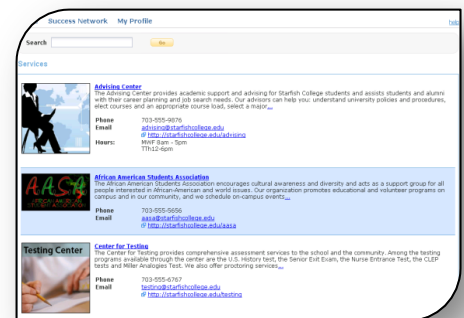 Success Network My Profile
help
Search
Go
Services
Advising Center
The Advising Center provides academic support and advising for Starfish College students and assists students and alumni
with their career planning and job search needs. Our advisors can help you: understand university policies and procedures,
elect courses and an appropriate course load, select a major...
Phone 703-555-9876
Email advising@starfishcollege.edu
http://starfishcollege.edu/advising
Hours: MWF 8am - 5pm
TTh12-6pm
AASA
AFRICAN AMERICAN
STUDENT ASSOCIATION
African American Students Association
The African American Students Association encourages cultural awareness and diversity and acts as a support group for all
people interested in African-American and world issues. Our organization promotes educational and volunteer programs on
campus and in our community, and we schedule on-campus events...
Phone 703-555-5656
Email aasa@starfishcollege.edu
http://starfishcollege.edu/aasa
Testing Center
Center for Testing
The Center for Testing provides comprehensive assessment services to the school and the community. Among the testing
programs available through the center are the U.S. History test, the Senior Exit Exam, the Nurse Entrance Test, the CLEP
tests and Miller Analogies Test. We also offer proctoring services...
Phone 703-555-6767
Email testing@starfishcollege.edu
http://starfishcollege.edu/testing